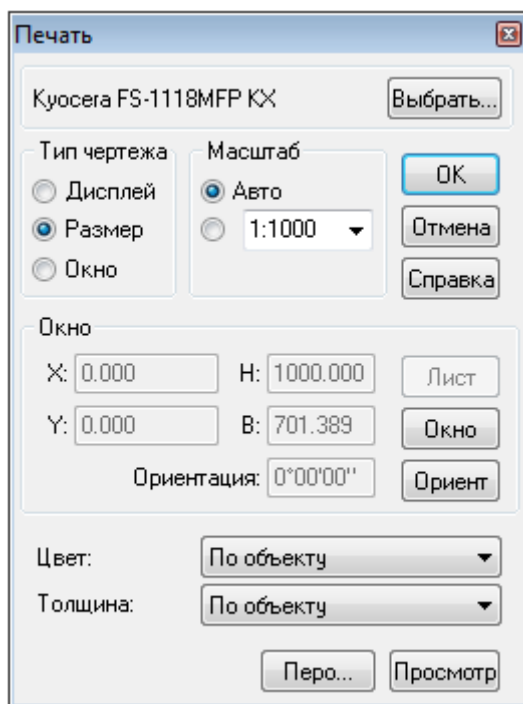 Печать
Kyocera FS-1118MFP KX Выбрать...
Тип чертежа Масштаб
Дисплей Авто OK
Размер 1:1000 Отмена
Окно Справка
Окно
X: 0.000 H: 1000.000 Лист
Y: 0.000 B: 701.389 Окно
Ориентация: 0°00'00" Ориент
Цвет: По объекту
Толщина: По объекту
Перо... Просмотр